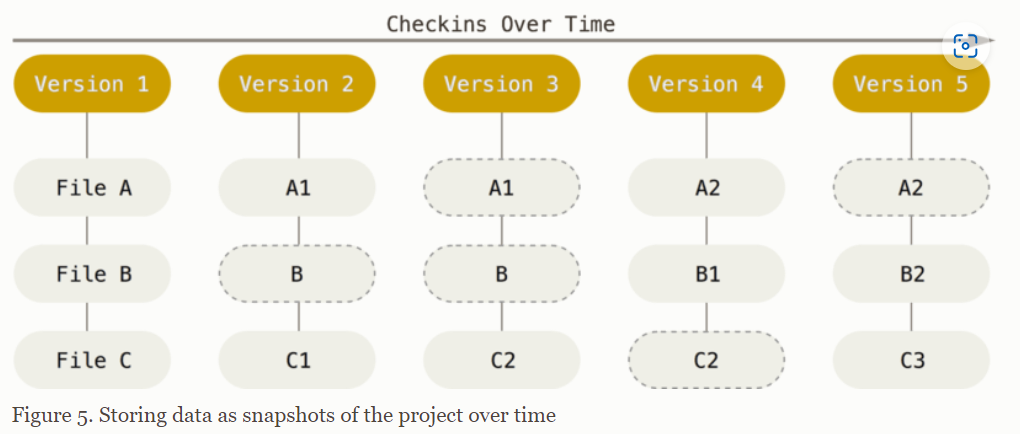 Checkins Over Time
Version 1 Version 2 Version 3 Version 4 Version 5
File A A1 A1 A2 A2
File B B B B1 B2
File C C1 C2 C2 C3
Figure 5. Storing data as snapshots of the project over time